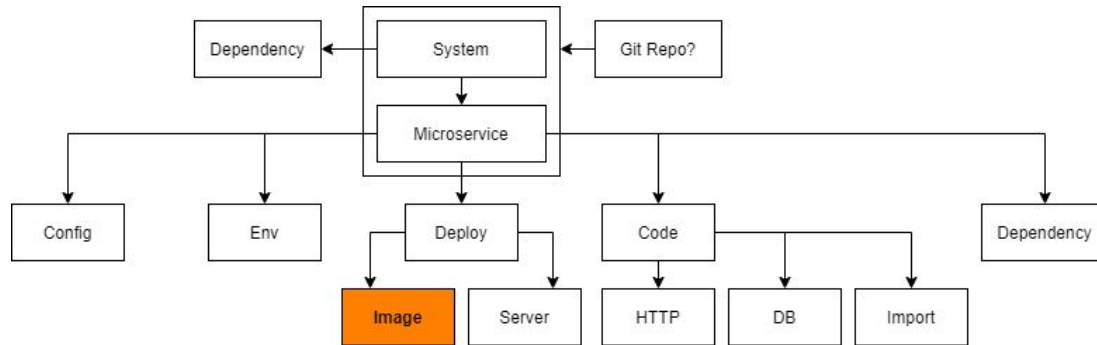 Dependency
System
Git Repo?
Microservice
Config
Env
Deploy
Code
Dependency
Image
Server
HTTP
DB
Import